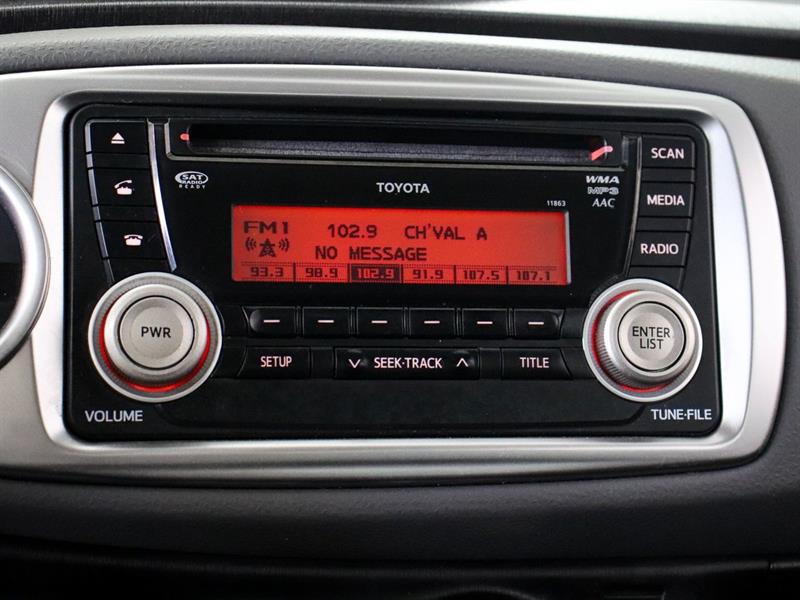 SCAN
SAT
RADIO
READY
TOYOTA
WMA
MP3
AAC
MEDIA
11863
FM1 102.9 CH'VAL A
NO MESSAGE
93.3 98.9 102.9 91.9 107.5 107.1
RADIO
PWR
ENTER
LIST
SETUP
SEEK·TRACK
TITLE
VOLUME
TUNE·FILE